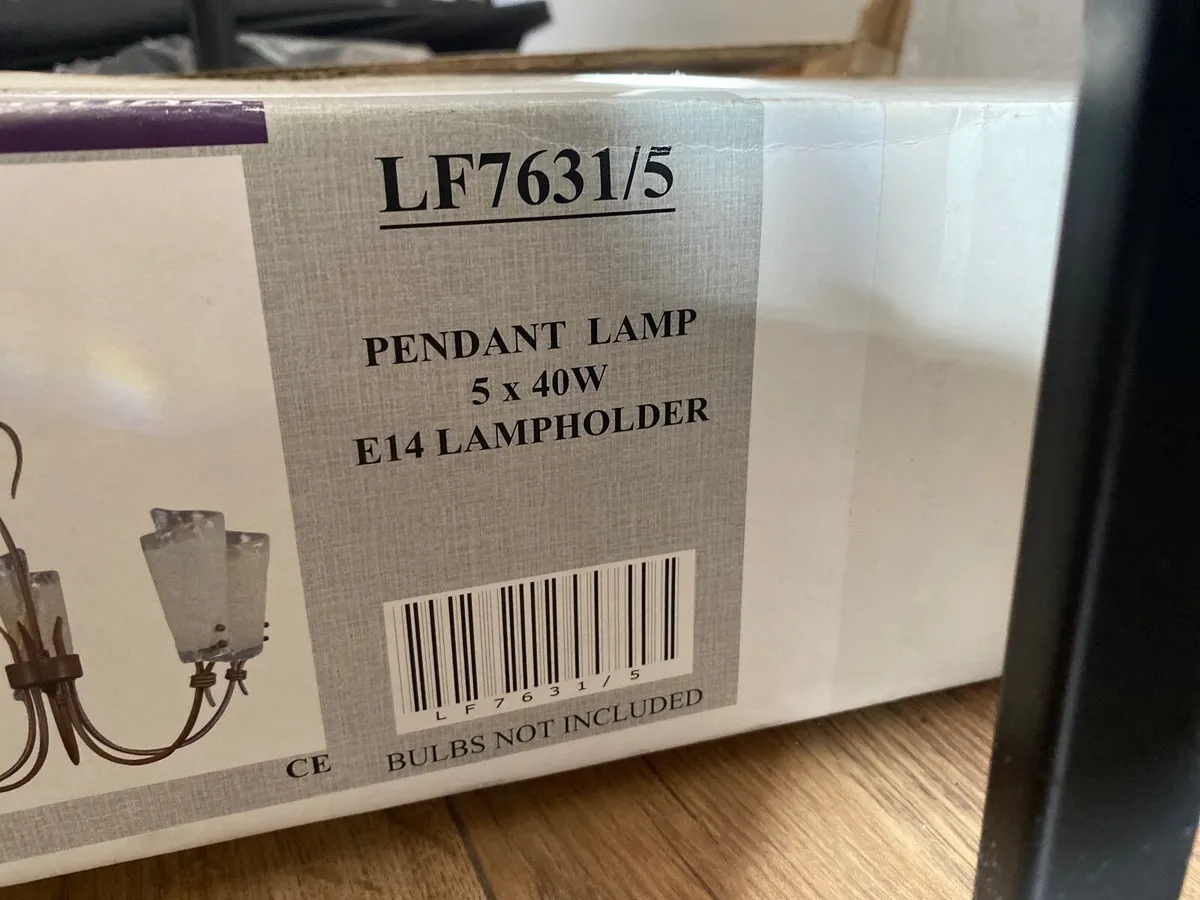 LF7631/5
PENDANT LAMP
5 x 40W
E14 LAMPHOLDER
LF7631/5
BULBS NOT INCLUDED
CE